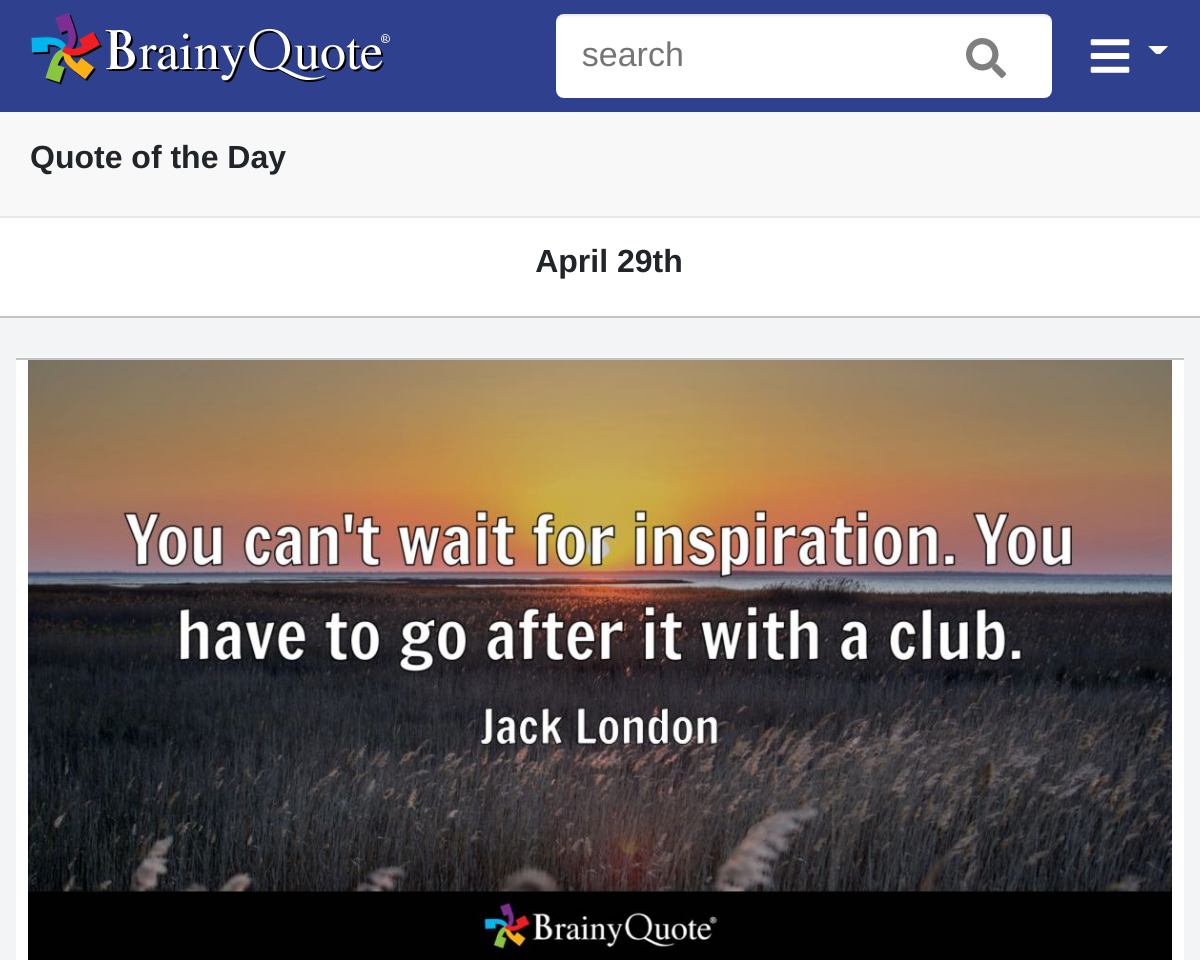 BrainyQuote®
search
Quote of the Day
April 29th
You can't wait for inspiration. You
have to go after it with a club.
Jack London
BrainyQuote®